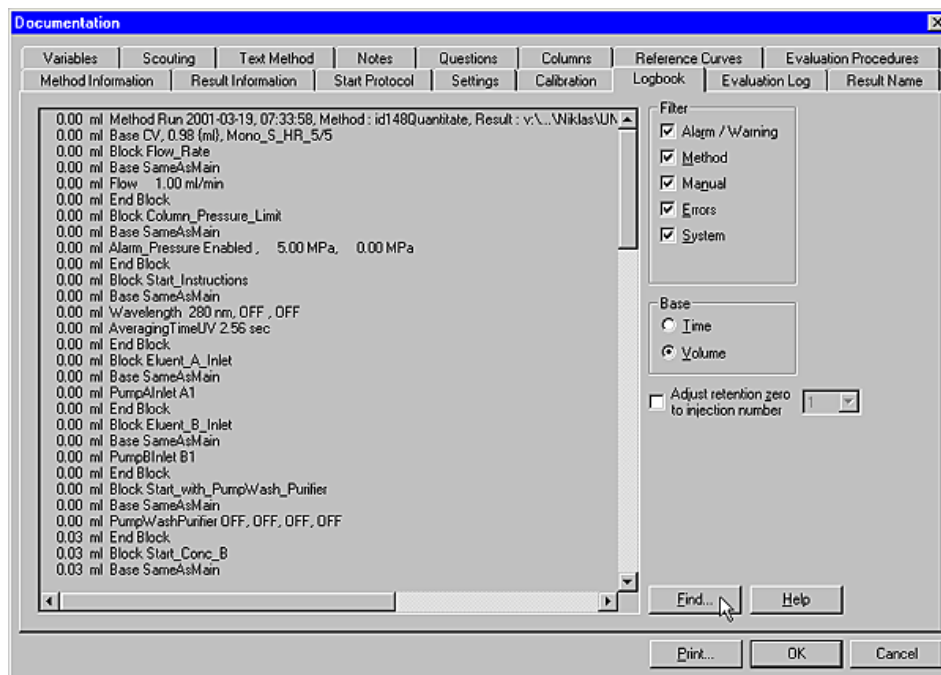 Documentation
Variables Scouting Text Method Notes Questions Columns Reference Curves Evaluation Procedures
Method Information Result Information Start Protocol Settings Calibration Logbook Evaluation Log Result Name
0.00 ml Method Run 2001-03-19, 07:33:58, Method : id148Quantitate, Result : v:\...\Niklas\UN
0.00 ml Base CV, 0.98 {ml}, Mono_S_HR_5/5
0.00 ml Block Flow_Rate
0.00 ml Base SameAsMain
0.00 ml Flow 1.00 ml/min
0.00 ml End Block
0.00 ml Block Column_Pressure_Limit
0.00 ml Base SameAsMain
0.00 ml Alarm_Pressure Enabled , 5.00 MPa, 0.00 MPa
0.00 ml End Block
0.00 ml Block Start_Instructions
0.00 ml Base SameAsMain
0.00 ml Wavelength 280 nm, OFF , OFF
0.00 ml AveragingTimeUV 2.56 sec
0.00 ml End Block
0.00 ml Block Eluent_A_Inlet
0.00 ml Base SameAsMain
0.00 ml PumpAInlet A1
0.00 ml End Block
0.00 ml Block Eluent_B_Inlet
0.00 ml Base SameAsMain
0.00 ml PumpBInlet B1
0.00 ml End Block
0.00 ml Block Start_with_PumpWash_Purifier
0.00 ml Base SameAsMain
0.00 ml PumpWashPurifier OFF, OFF, OFF, OFF
0.03 ml End Block
0.03 ml Block Start_Conc_B
0.03 ml Base SameAsMain
Filter
Alarm / Warning
Method
Manual
Errors
System
Base
Time
Volume
Adjust retention zero
to injection number 1
Find... Help
Print... OK Cancel